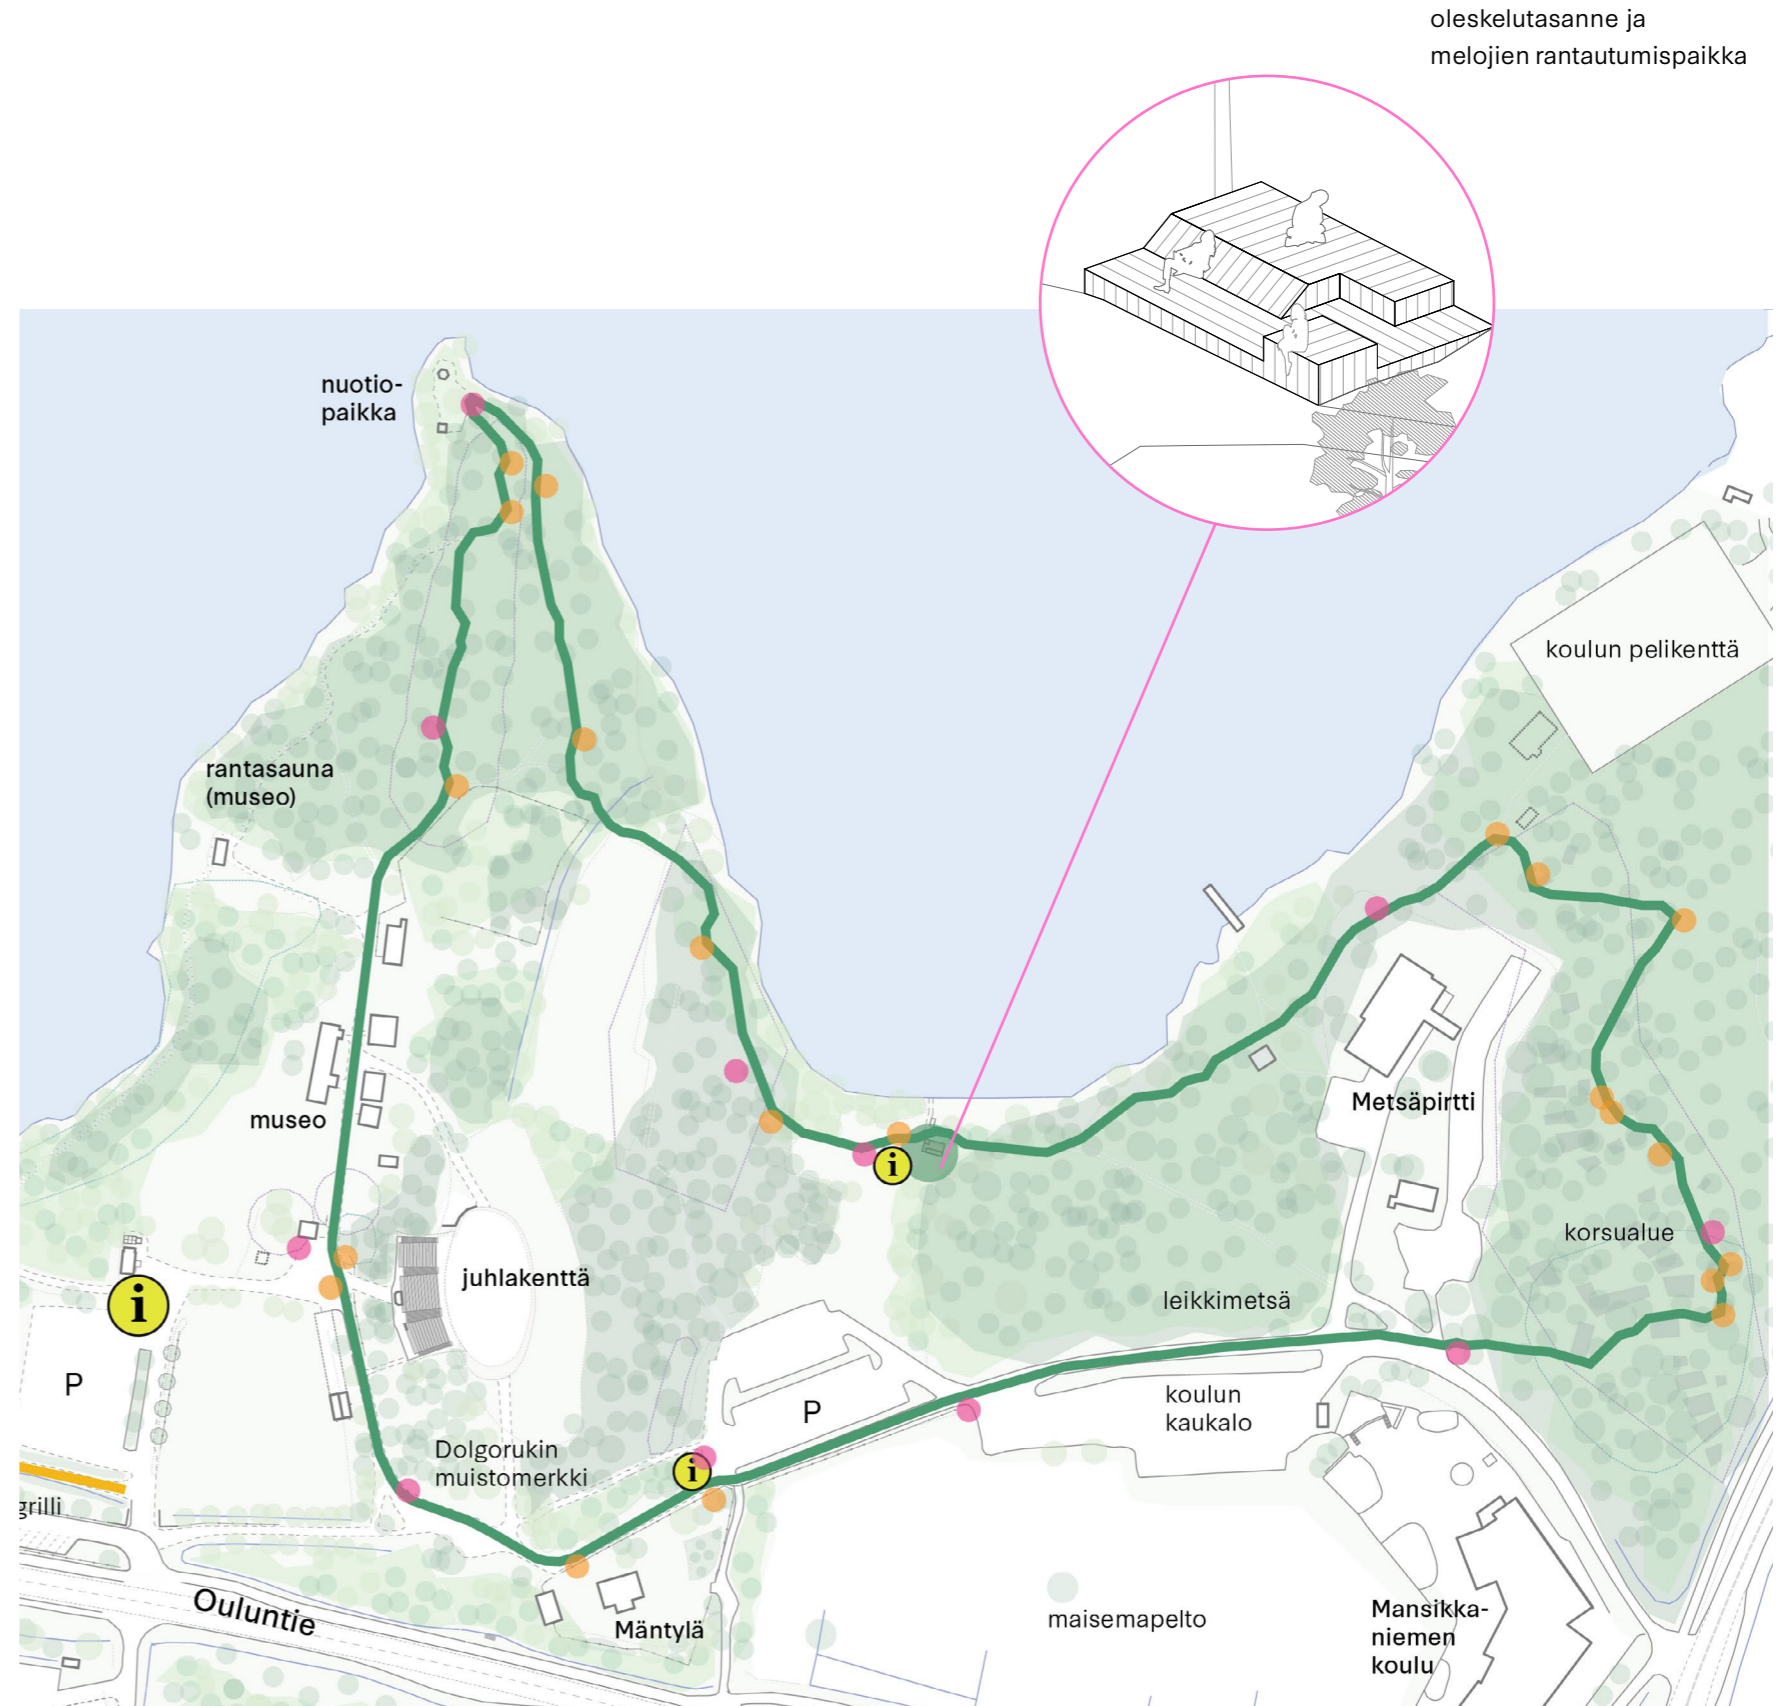 oleskelutasanne ja
melojien rantautumispaikka
nuotio-
paikka
koulun pelikenttä
rantasauna
(museo)
museo
Metsäpirtti
i
korsualue
juhlakenttä
i
leikkimetsä
P
P
koulun
kaukalo
Dolgorukin
muistomerkki
i
grilli
Ouluntie
Mäntylä
maisemapelto
Mansikka-
niemen
koulu